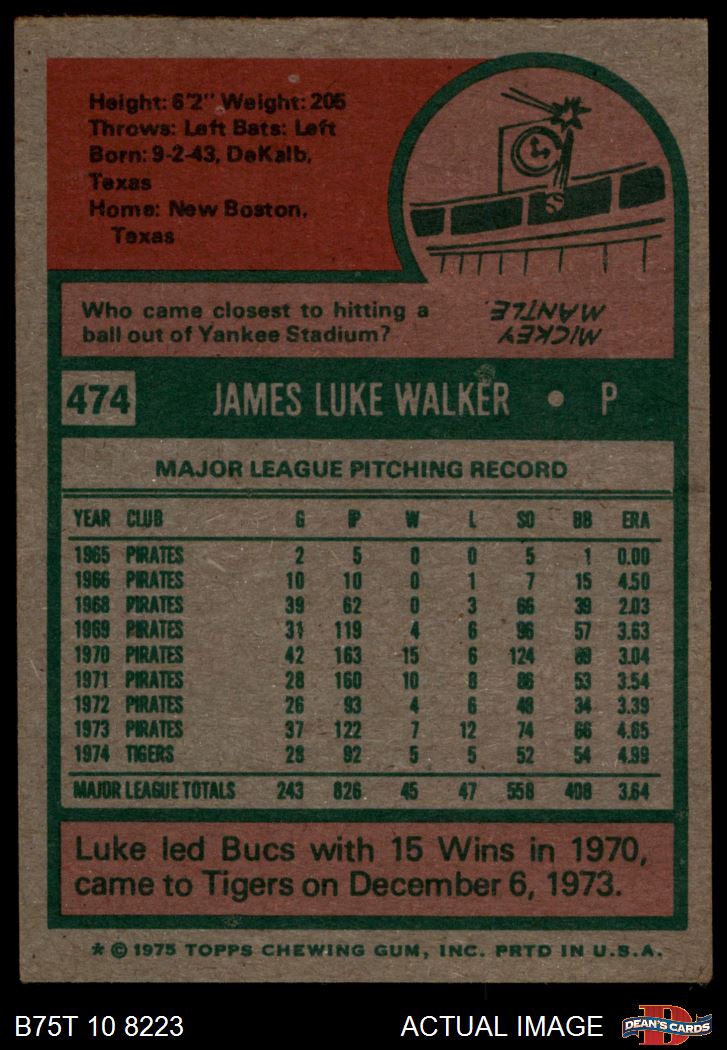 Height: 6'2" Weight: 205
Throws: Left Bats: Left
Born: 9-2-43, DeKalb,
Texas
Home: New Boston,
Texas
Who came closest to hitting a
ball out of Yankee Stadium?
MICKEY
MANTLE.
474 JAMES LUKE WALKER • P
MAJOR LEAGUE PITCHING RECORD
YEAR CLUB G IP W L SO BB ERA
1965 PIRATES 2 5 0 0 5 1 0.00
1966 PIRATES 10 10 0 1 7 15 4.50
1968 PIRATES 39 62 0 3 66 39 2.03
1969 PIRATES 31 119 4 6 96 57 3.63
1970 PIRATES 42 163 15 6 124 89 3.04
1971 PIRATES 28 160 10 8 86 53 3.54
1972 PIRATES 26 93 4 6 48 34 3.39
1973 PIRATES 37 122 7 12 74 66 4.65
1974 TIGERS 28 92 5 5 52 54 4.99
MAJOR LEAGUE TOTALS 243 826 45 47 558 408 3.64
Luke led Bucs with 15 Wins in 1970,
came to Tigers on December 6, 1973.
* © 1975 TOPPS CHEWING GUM, INC. PRTD IN U.S.A.
B75T 10 8223 ACTUAL IMAGE
D
DEAN'S CARDS